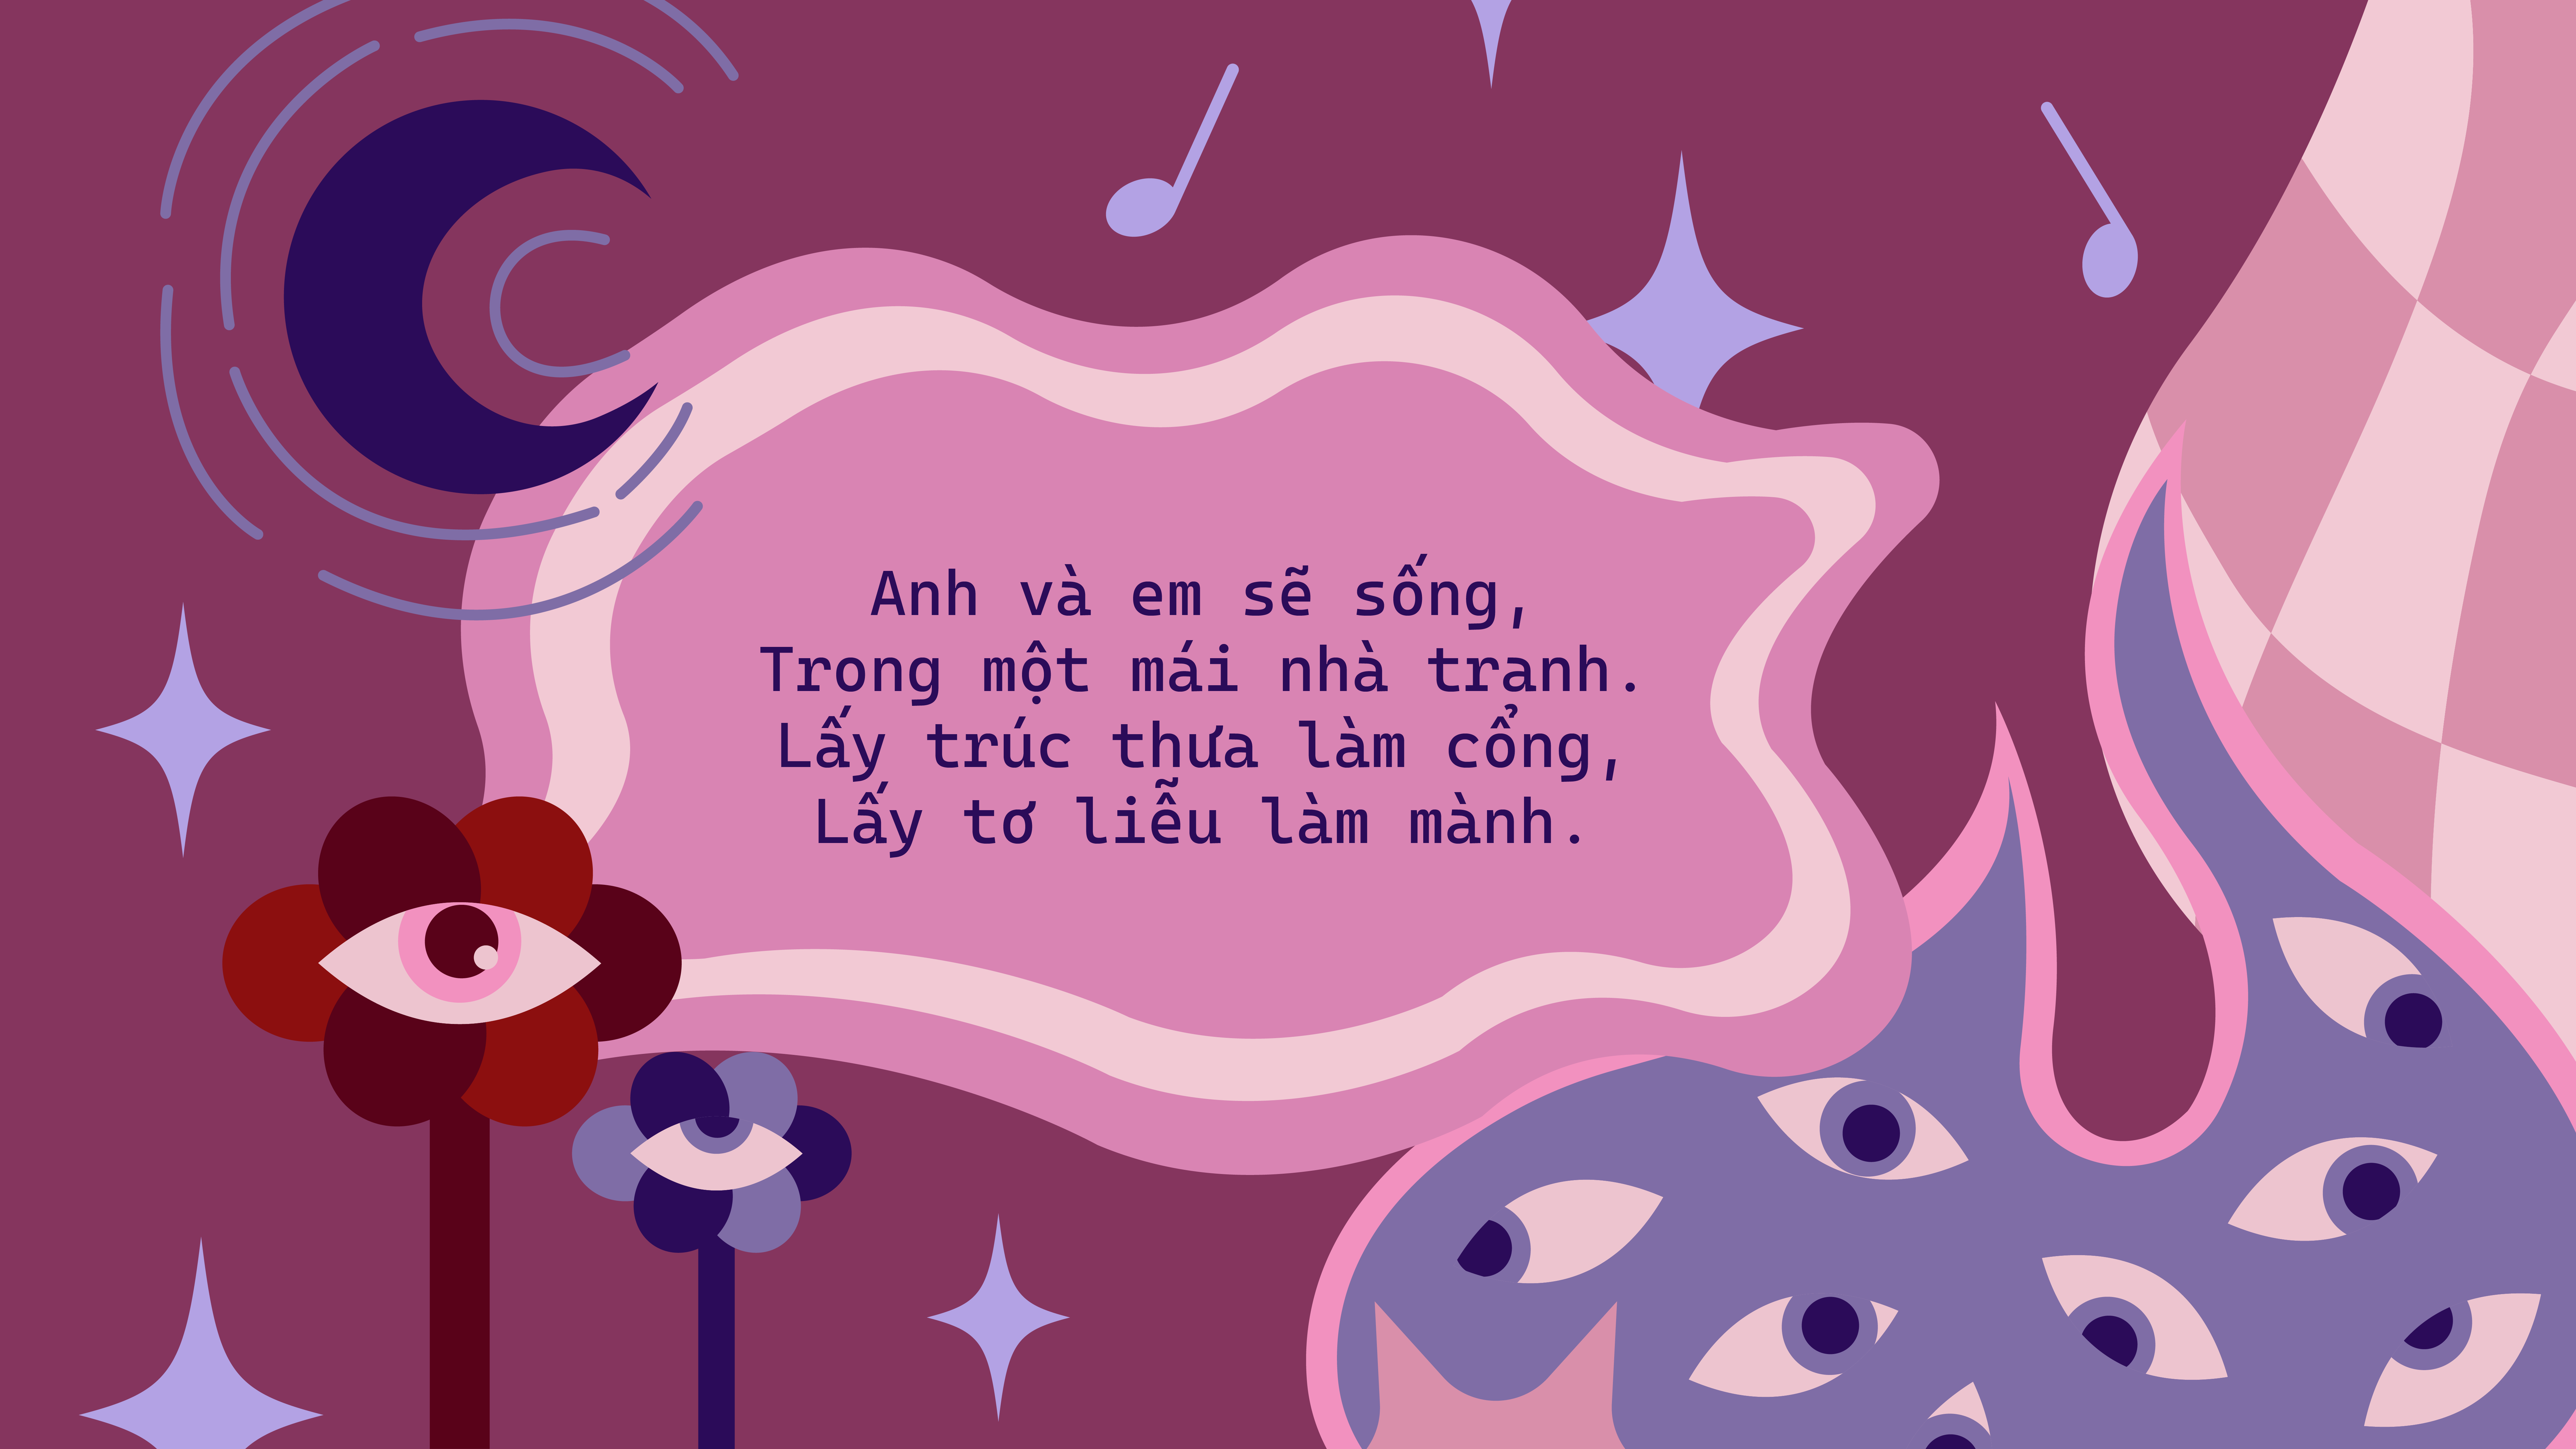 Anh và em sẽ sống,
Trong một mái nhà tranh.
Lấy trúc thưa làm cổng,
Lấy tơ liễu làm mành.